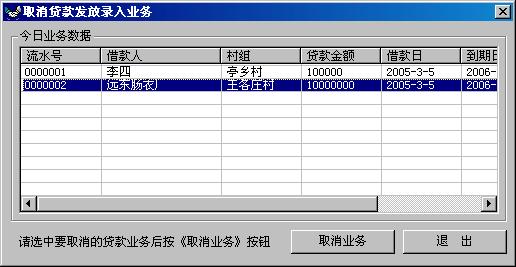 取消贷款发放录入业务
今日业务数据
流水号 借款人 村组 贷款金额 借款日 到期日
0000001 李四 亭乡村 100000 2005-3-5 2006-
0000002 远东肠衣厂 王各庄村 10000000 2005-3-5 2006-
请选中要取消的贷款业务后按《取消业务》按钮 取消业务 退 出